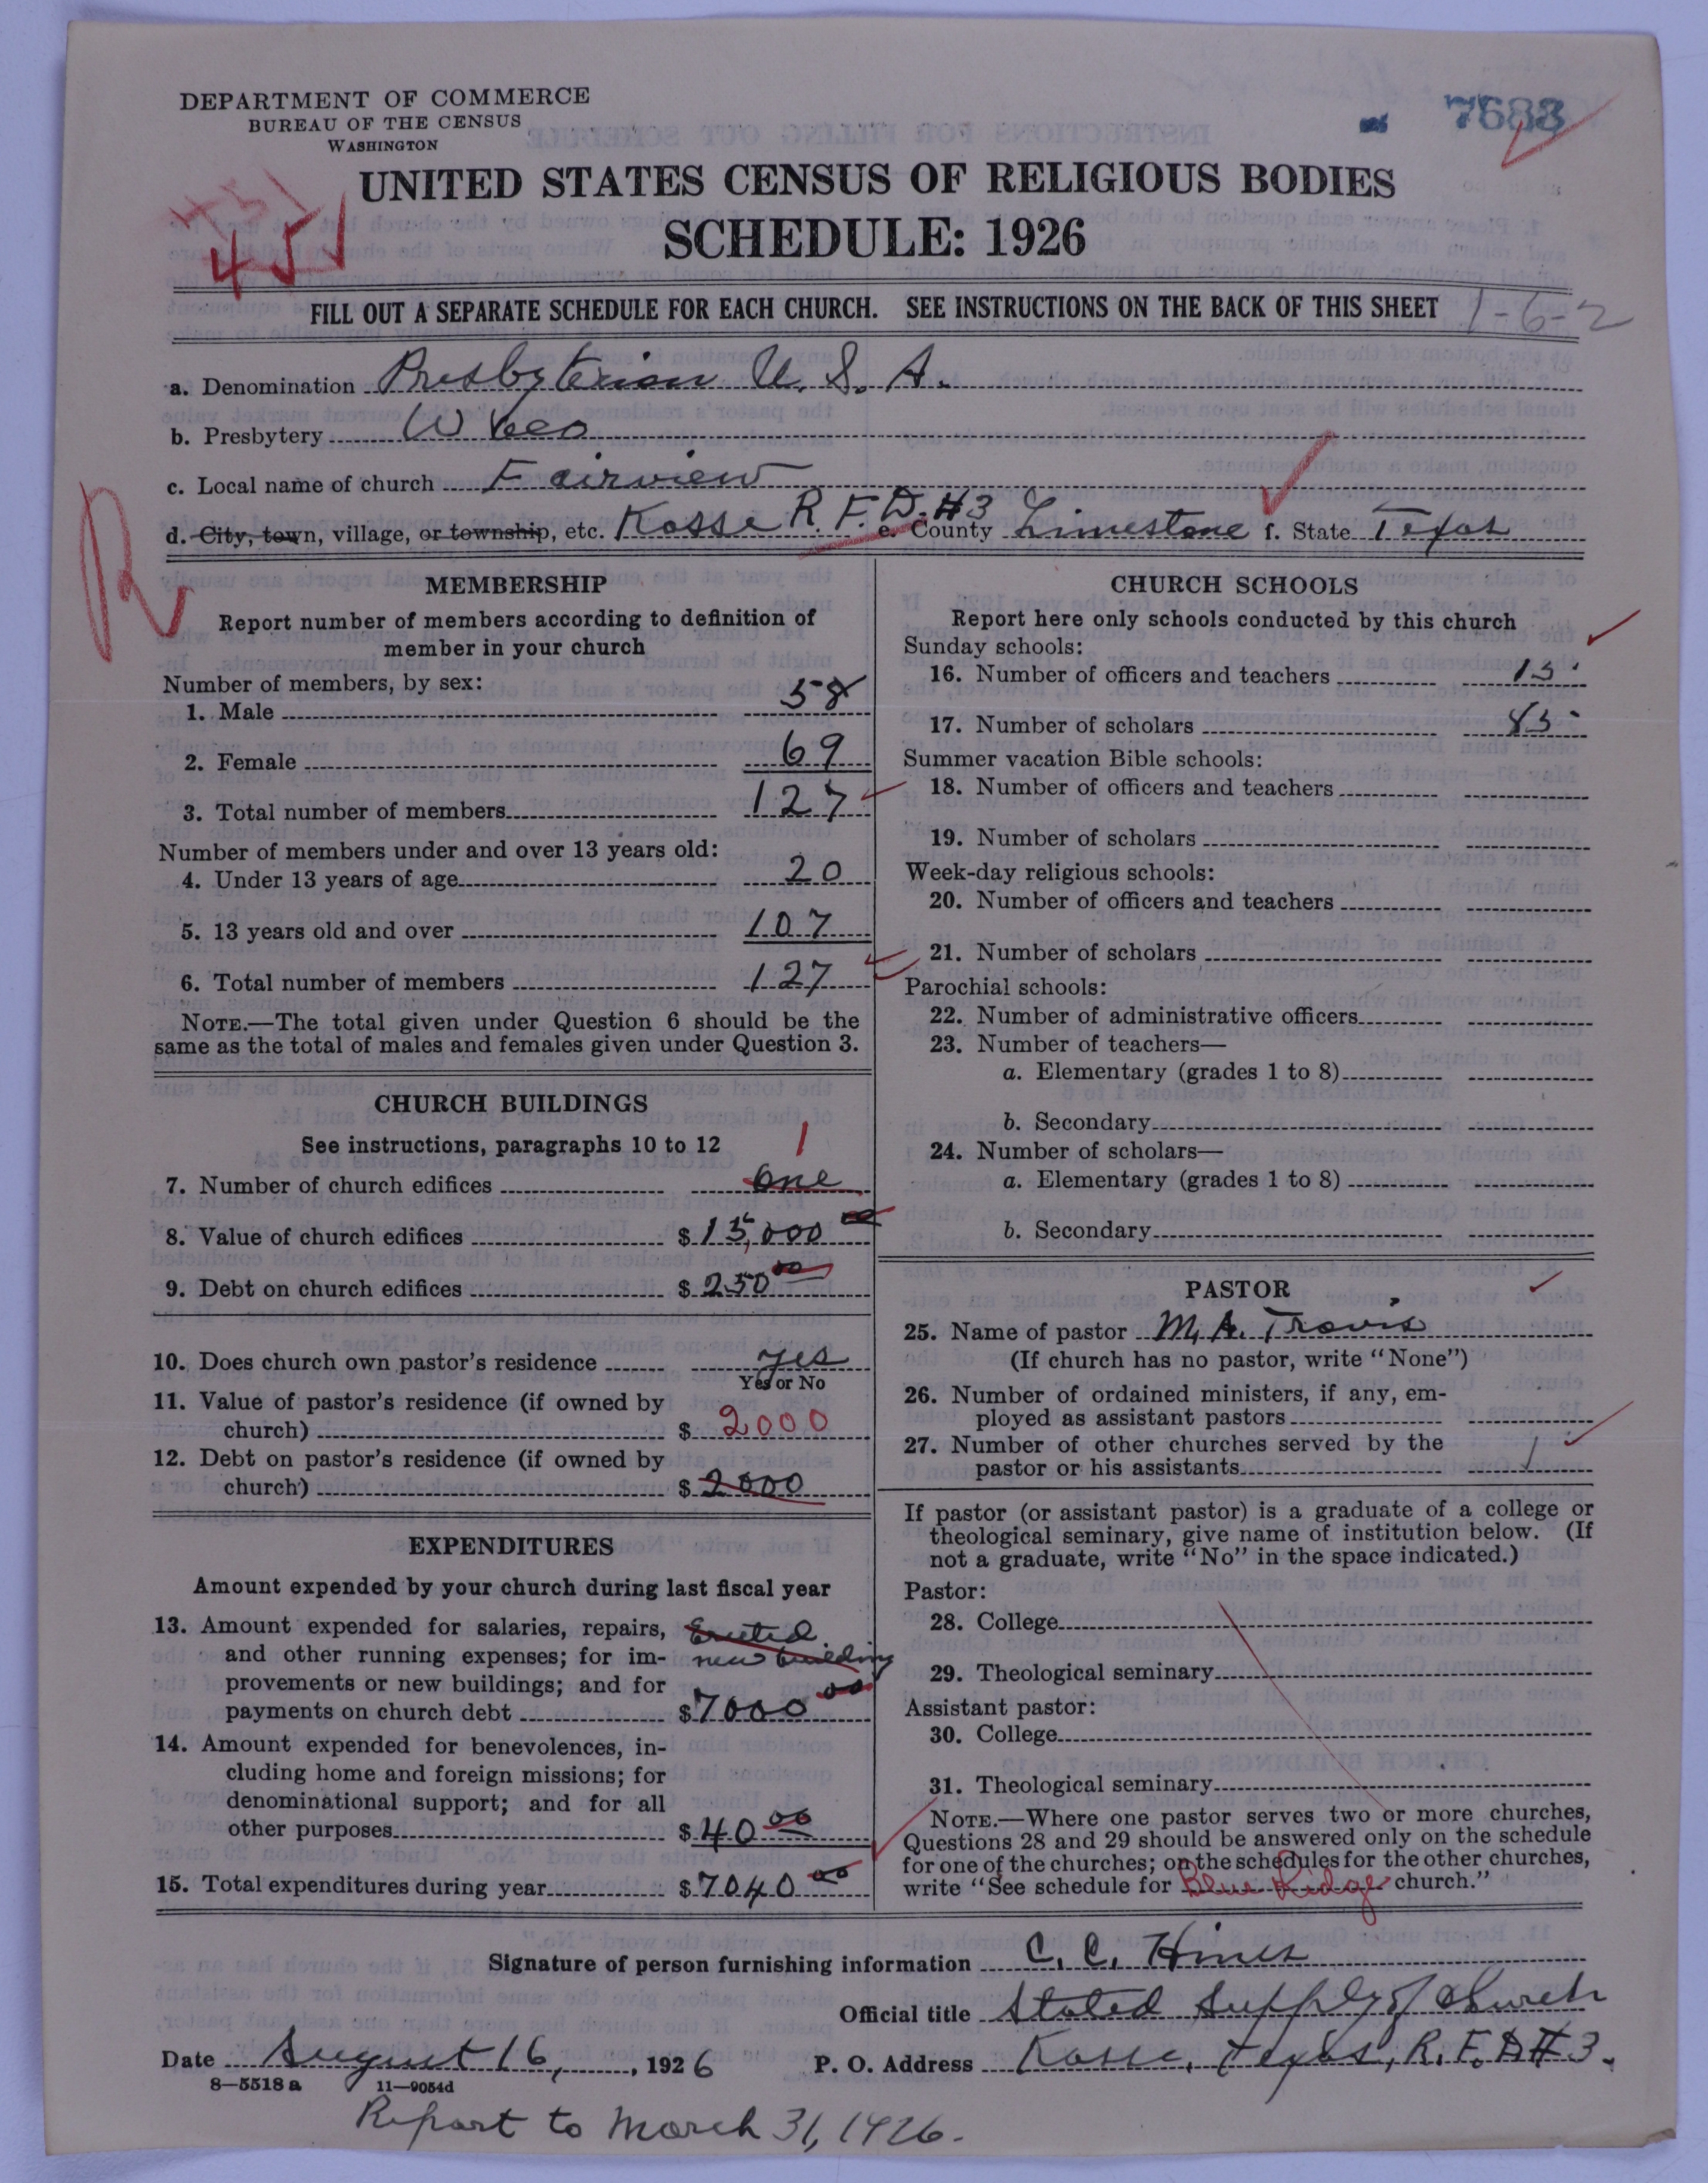 DEPARTMENT OF COMMERCE
BUREAU OF THE CENSUS
WASHINGTON
7683
UNITED STATES CENSUS OF RELIGIOUS BODIES
SCHEDULE: 1926
451
45
FILL OUT A SEPARATE SCHEDULE FOR EACH CHURCH. SEE INSTRUCTIONS ON THE BACK OF THIS SHEET 1-6-2
a. Denomination Presbyterian U. S. A.
b. Presbytery Waco
c. Local name of church Fairview
d. City, town, village, or township, etc. Kosse R. F. D. #3 e. County Limestone f. State Texas
R
MEMBERSHIP
Report number of members according to definition of
member in your church
Number of members, by sex:
1. Male 58
2. Female 69
3. Total number of members 127
Number of members under and over 13 years old:
4. Under 13 years of age 20
5. 13 years old and over 107
6. Total number of members 127
NOTE.—The total given under Question 6 should be the
same as the total of males and females given under Question 3.
CHURCH BUILDINGS
See instructions, paragraphs 10 to 12
1
7. Number of church edifices One
8. Value of church edifices $ 15,000 00
9. Debt on church edifices $ 250 00
10. Does church own pastor's residence yes
Yes or No
11. Value of pastor's residence (if owned by
church) $ 2000
12. Debt on pastor's residence (if owned by
church) $ 2000
EXPENDITURES
Amount expended by your church during last fiscal year
13. Amount expended for salaries, repairs, Erected
and other running expenses; for im- new building
provements or new buildings; and for
payments on church debt $ 7000 00
14. Amount expended for benevolences, in-
cluding home and foreign missions; for
denominational support; and for all
other purposes $ 40 00
15. Total expenditures during year $ 7040 00
CHURCH SCHOOLS
Report here only schools conducted by this church
Sunday schools:
16. Number of officers and teachers 13
17. Number of scholars 85
Summer vacation Bible schools:
18. Number of officers and teachers
19. Number of scholars
Week-day religious schools:
20. Number of officers and teachers
21. Number of scholars
Parochial schools:
22. Number of administrative officers
23. Number of teachers—
a. Elementary (grades 1 to 8)
b. Secondary
24. Number of scholars—
a. Elementary (grades 1 to 8)
b. Secondary
PASTOR
25. Name of pastor M. A. Travis
(If church has no pastor, write "None")
26. Number of ordained ministers, if any, em-
ployed as assistant pastors
27. Number of other churches served by the
pastor or his assistants 1
If pastor (or assistant pastor) is a graduate of a college or
theological seminary, give name of institution below. (If
not a graduate, write "No" in the space indicated.)
Pastor:
28. College
29. Theological seminary
Assistant pastor:
30. College
31. Theological seminary
NOTE.—Where one pastor serves two or more churches,
Questions 28 and 29 should be answered only on the schedule
for one of the churches; on the schedules for the other churches,
write "See schedule for Blue Ridge church."
Signature of person furnishing information C. C. Hines
Official title Stated Supply of Church
Date August 16, 1926 P. O. Address Kosse, Texas, R. F. D #3.
8—5518 a 11—9054d
Report to March 31, 1926.